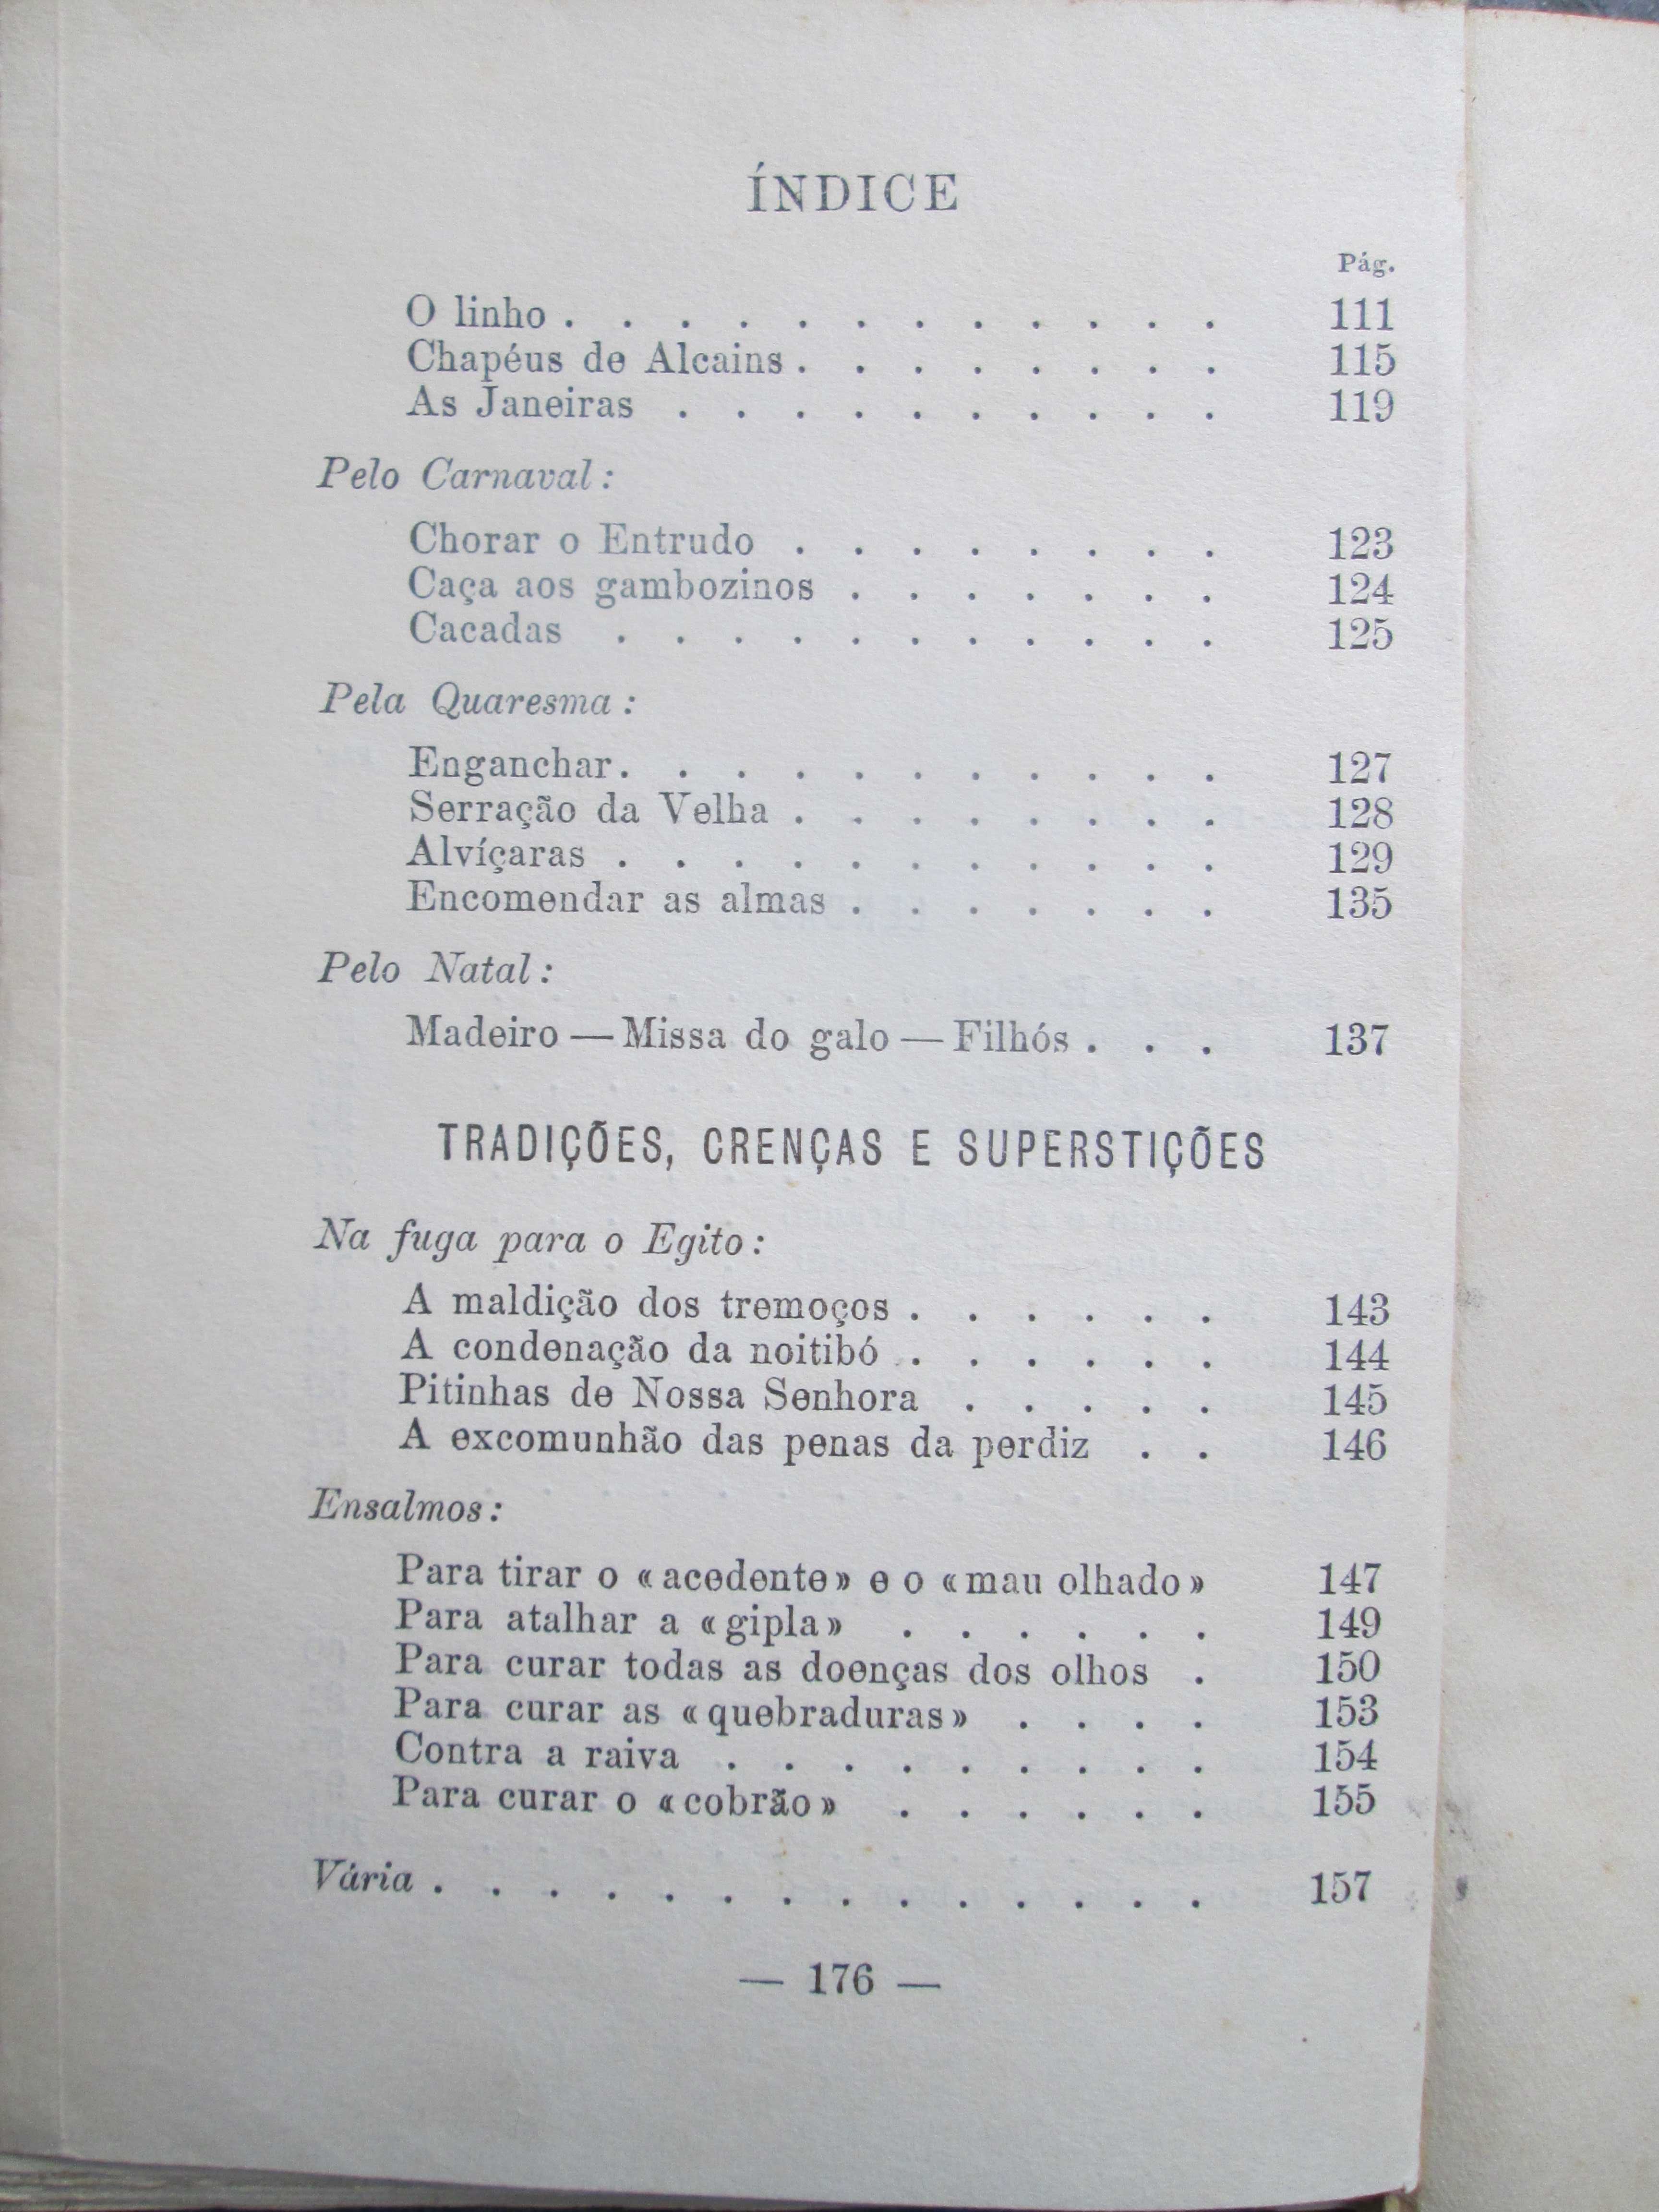 ÍNDICE
Pág.
O linho . . . . . . . . . . . . 111
Chapéus de Alcains . . . . . . . . 115
As Janeiras . . . . . . . . . . 119
Pelo Carnaval :
Chorar o Entrudo . . . . . . . . 123
Caça aos gambozinos . . . . . . . 124
Cacadas . . . . . . . . . . . 125
Pela Quaresma :
Enganchar . . . . . . . . . . . 127
Serração da Velha . . . . . . . . 128
Alvíçaras . . . . . . . . . . . 129
Encomendar as almas . . . . . . . 135
Pelo Natal :
Madeiro — Missa do galo — Filhós . . . 137
TRADIÇÕES, CRENÇAS E SUPERSTIÇÕES
Na fuga para o Egito :
A maldição dos tremoços . . . . . . 143
A condenação da noitibó . . . . . . 144
Pitinhas de Nossa Senhora . . . . . 145
A excomunhão das penas da perdiz . . 146
Ensalmos :
Para tirar o «acedente» e o «mau olhado» 147
Para atalhar a «gipla» . . . . . . 149
Para curar todas as doenças dos olhos . 150
Para curar as «quebraduras» . . . . 153
Contra a raiva . . . . . . . . . 154
Para curar o «cobrão» . . . . . . 155
Vária . . . . . . . . . . . . . . 157
— 176 —